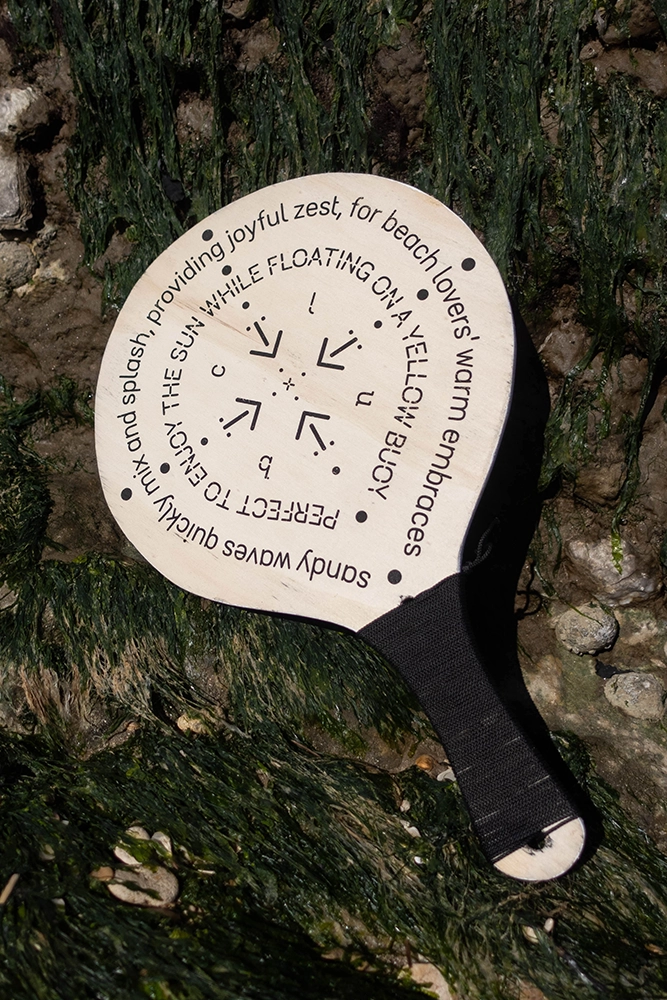 sandy waves quickly mix and splash, providing joyful zest, for beach lovers' warm embraces
PERFECT TO ENJOY THE SUN WHILE FLOATING ON A YELLOW BUOY
c l u b